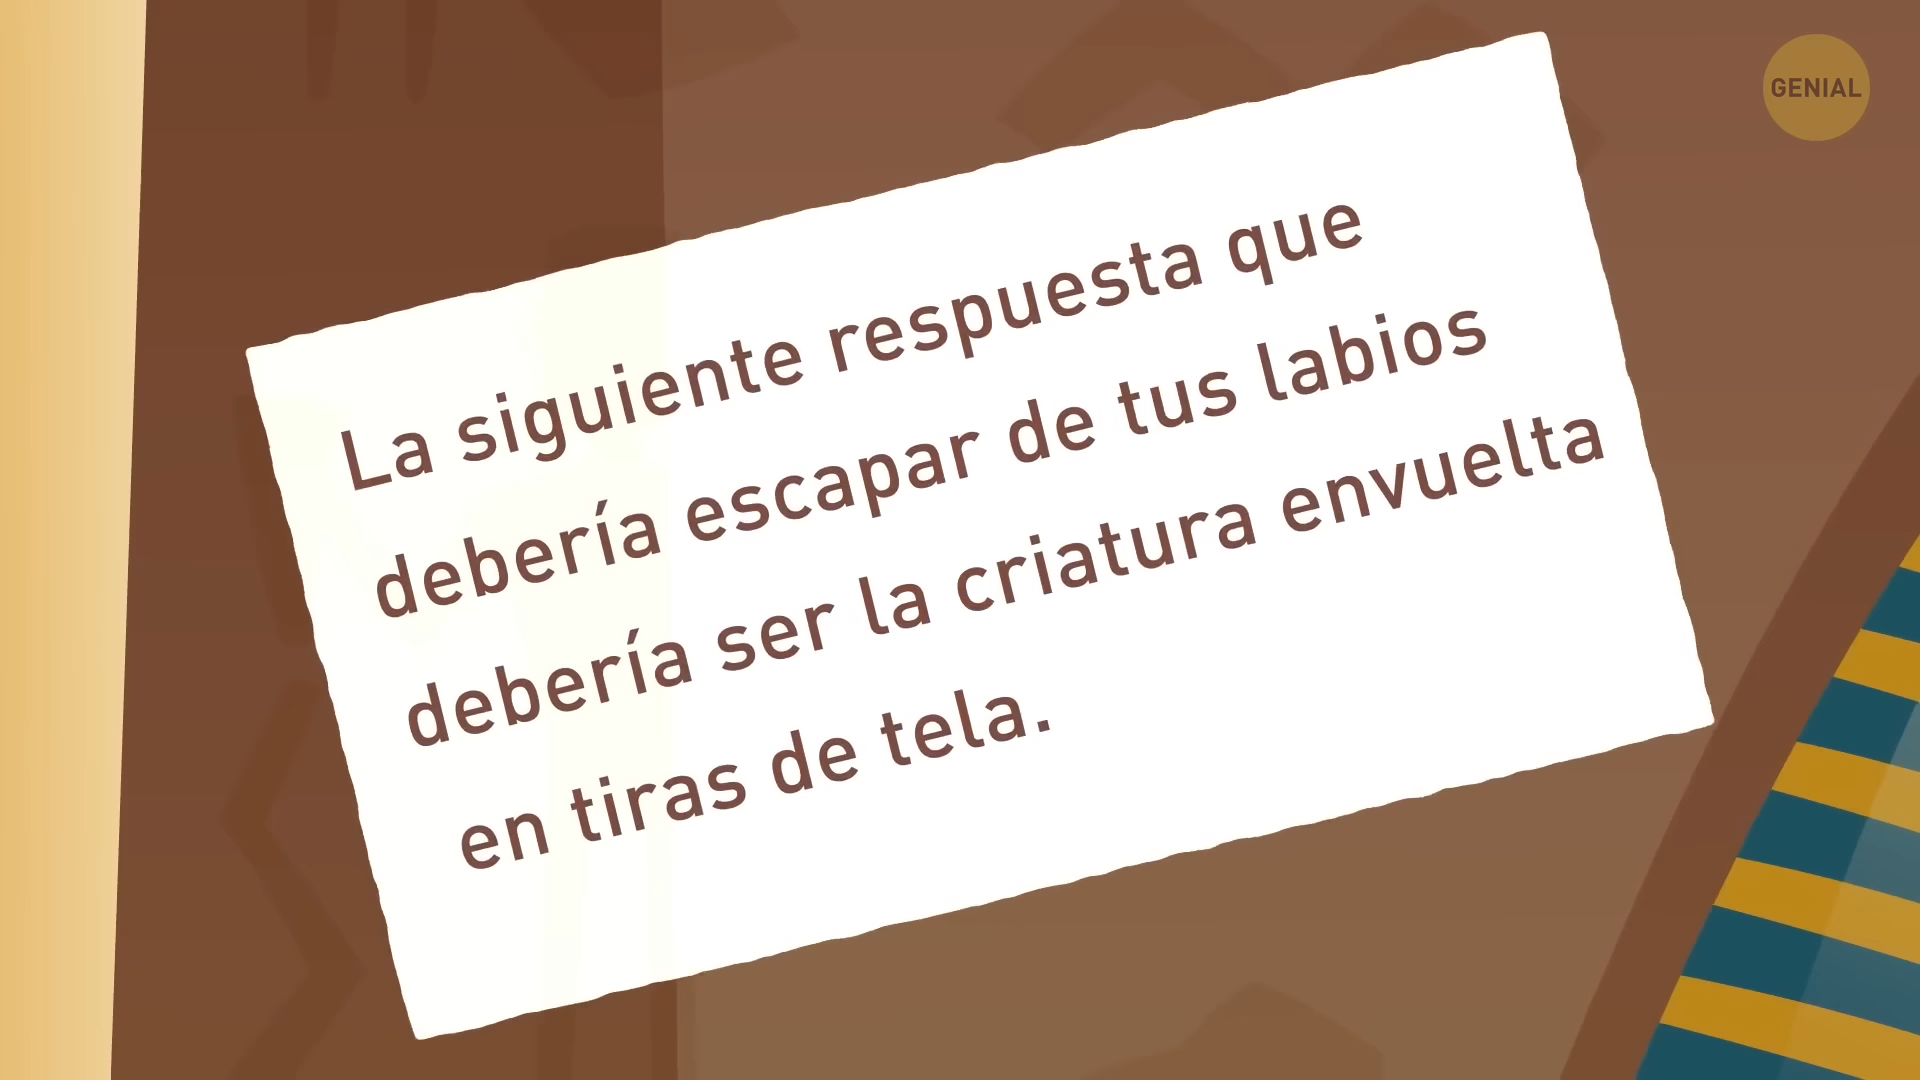 GENIAL
La siguiente respuesta que
debería escapar de tus labios
debería ser la criatura envuelta
en tiras de tela.